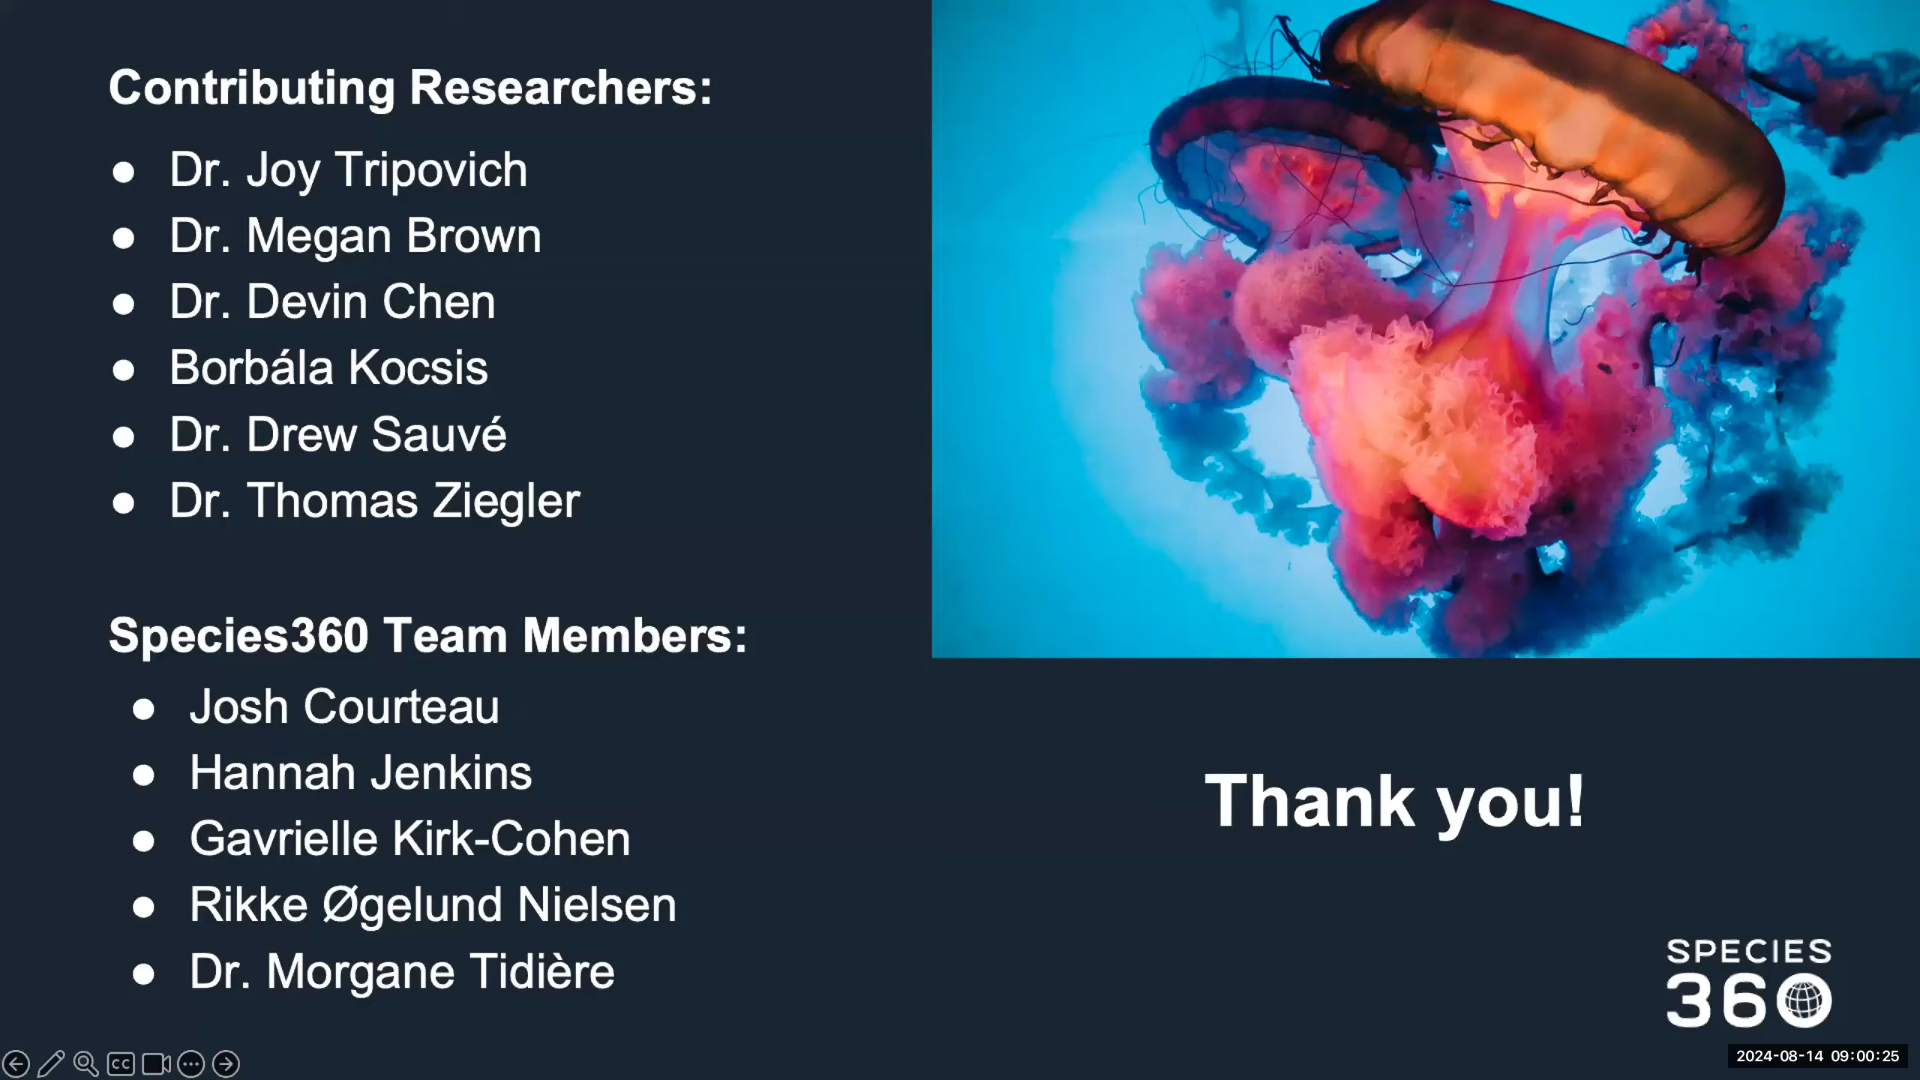 Contributing Researchers:
Dr. Joy Tripovich
Dr. Megan Brown
Dr. Devin Chen
Borbála Kocsis
Dr. Drew Sauvé
Dr. Thomas Ziegler
Species360 Team Members:
Josh Courteau
Hannah Jenkins
Gavrielle Kirk-Cohen
Rikke Øgelund Nielsen
Dr. Morgane Tidière
Thank you!
SPECIES
360
CC
2024-08-14 09:00:25